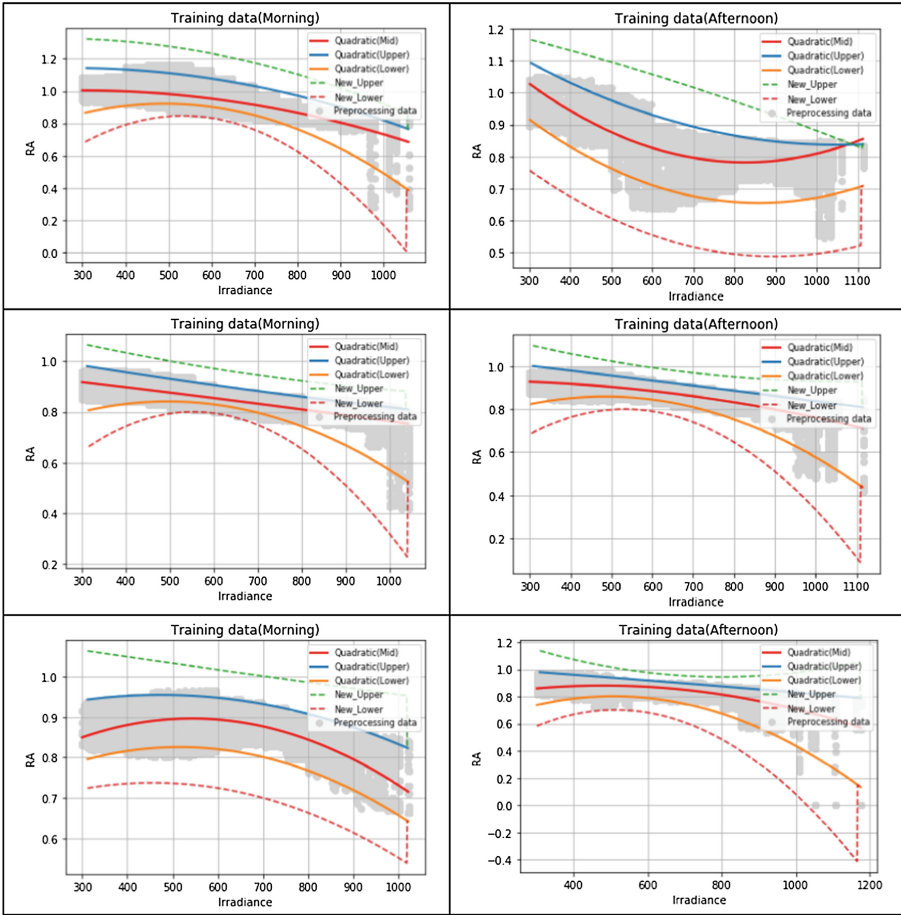 Training data(Morning)
RA
1.2
1.0
0.8
0.6
0.4
0.2
0.0
Quadratic(Mid)
Quadratic(Upper)
Quadratic(Lower)
New_Upper
New_Lower
Preprocessing data
300 400 500 600 700 800 900 1000
Irradiance
Training data(Afternoon)
RA
1.2
1.1
1.0
0.9
0.8
0.7
0.6
0.5
Quadratic(Mid)
Quadratic(Upper)
Quadratic(Lower)
New_Upper
New_Lower
Preprocessing data
300 400 500 600 700 800 900 1000 1100
Irradiance
Training data(Morning)
RA
1.0
0.8
0.6
0.4
0.2
Quadratic(Mid)
Quadratic(Upper)
Quadratic(Lower)
New_Upper
New_Lower
Preprocessing data
300 400 500 600 700 800 900 1000
Irradiance
Training data(Afternoon)
RA
1.0
0.8
0.6
0.4
0.2
Quadratic(Mid)
Quadratic(Upper)
Quadratic(Lower)
New_Upper
New_Lower
Preprocessing data
300 400 500 600 700 800 900 1000 1100
Irradiance
Training data(Morning)
RA
1.0
0.9
0.8
0.7
0.6
Quadratic(Mid)
Quadratic(Upper)
Quadratic(Lower)
New_Upper
New_Lower
Preprocessing data
300 400 500 600 700 800 900 1000
Irradiance
Training data(Afternoon)
RA
1.2
1.0
0.8
0.6
0.4
0.2
0.0
−0.2
−0.4
Quadratic(Mid)
Quadratic(Upper)
Quadratic(Lower)
New_Upper
New_Lower
Preprocessing data
400 600 800 1000 1200
Irradiance